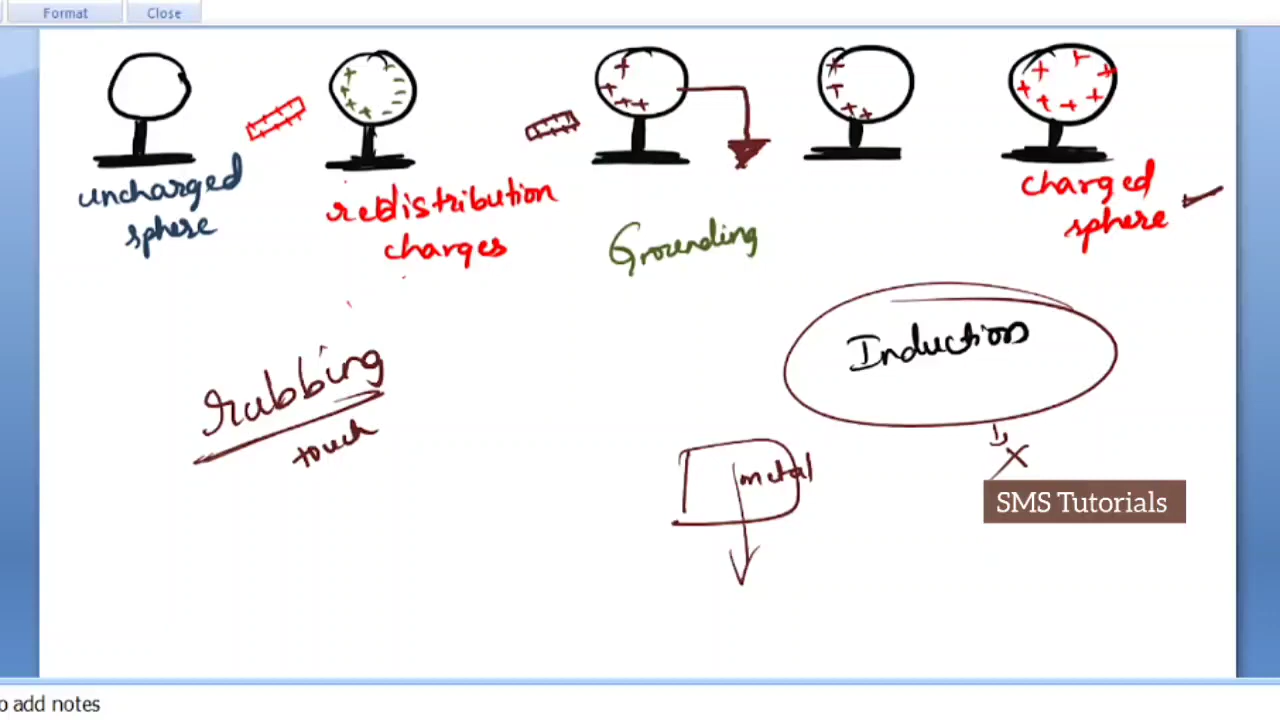 Format
Close
uncharged
sphere
redistribution
charges
Grounding
charged
sphere
Induction
rubbing
touch
metal
SMS Tutorials
o add notes